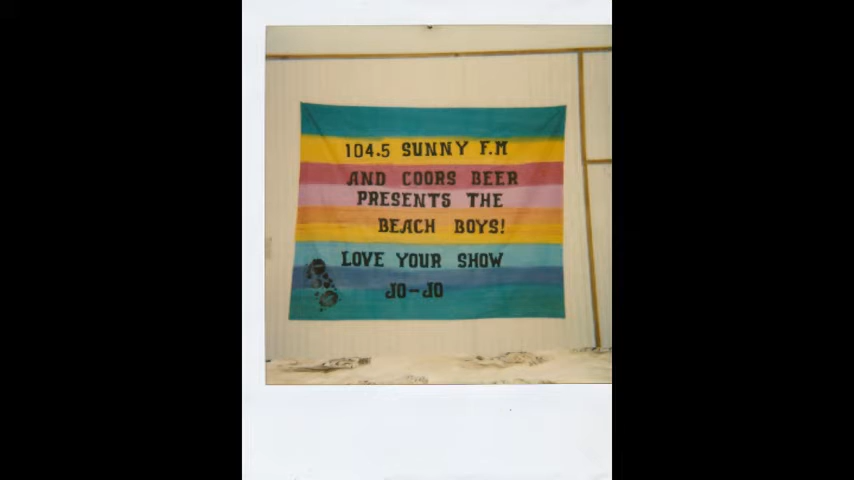 104.5 SUNNY F.M
AND COORS BEER
PRESENTS THE
BEACH BOYS!
LOVE YOUR SHOW
JO-JO